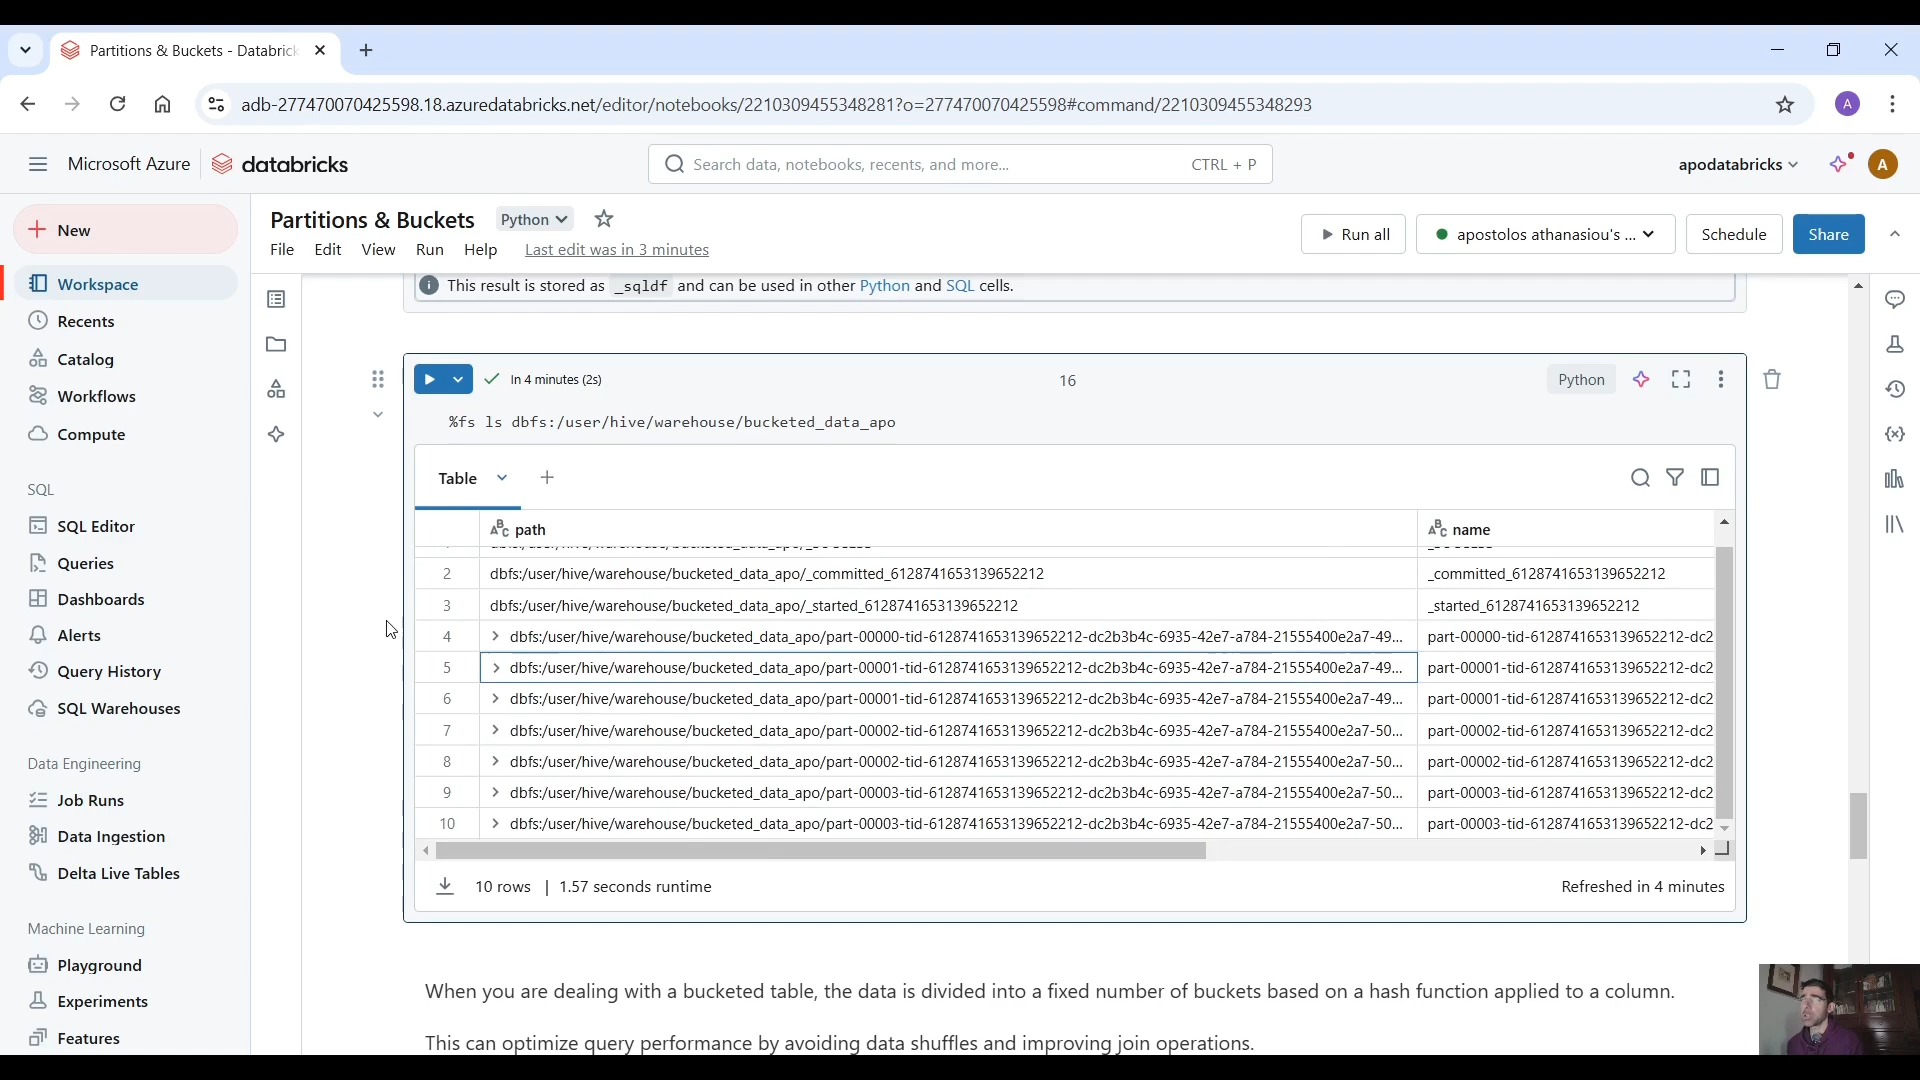 Partitions & Buckets - Databrick
adb-277470070425598.18.azuredatabricks.net/editor/notebooks/2210309455348281?o=277470070425598#command/2210309455348293
A
Microsoft Azure
databricks
Search data, notebooks, recents, and more...
CTRL + P
apodatabricks
A
New
Workspace
Recents
Catalog
Workflows
Compute
SQL
SQL Editor
Queries
Dashboards
Alerts
Query History
SQL Warehouses
Data Engineering
Job Runs
Data Ingestion
Delta Live Tables
Machine Learning
Playground
Experiments
Features
Partitions & Buckets
Python
File Edit View Run Help Last edit was in 3 minutes
Run all
apostolos athanasiou's ...
Schedule
Share
This result is stored as _sqldf and can be used in other Python and SQL cells.
In 4 minutes (2s)
16
Python
%fs ls dbfs:/user/hive/warehouse/bucketed_data_apo
Table
path name
2 dbfs:/user/hive/warehouse/bucketed_data_apo/_committed_6128741653139652212 _committed_6128741653139652212
3 dbfs:/user/hive/warehouse/bucketed_data_apo/_started_6128741653139652212 _started_6128741653139652212
4 dbfs:/user/hive/warehouse/bucketed_data_apo/part-00000-tid-6128741653139652212-dc2b3b4c-6935-42e7-a784-21555400e2a7-49... part-00000-tid-6128741653139652212-dc2
5 dbfs:/user/hive/warehouse/bucketed_data_apo/part-00001-tid-6128741653139652212-dc2b3b4c-6935-42e7-a784-21555400e2a7-49... part-00001-tid-6128741653139652212-dc2
6 dbfs:/user/hive/warehouse/bucketed_data_apo/part-00001-tid-6128741653139652212-dc2b3b4c-6935-42e7-a784-21555400e2a7-49... part-00001-tid-6128741653139652212-dc2
7 dbfs:/user/hive/warehouse/bucketed_data_apo/part-00002-tid-6128741653139652212-dc2b3b4c-6935-42e7-a784-21555400e2a7-50... part-00002-tid-6128741653139652212-dc2
8 dbfs:/user/hive/warehouse/bucketed_data_apo/part-00002-tid-6128741653139652212-dc2b3b4c-6935-42e7-a784-21555400e2a7-50... part-00002-tid-6128741653139652212-dc2
9 dbfs:/user/hive/warehouse/bucketed_data_apo/part-00003-tid-6128741653139652212-dc2b3b4c-6935-42e7-a784-21555400e2a7-50... part-00003-tid-6128741653139652212-dc2
10 dbfs:/user/hive/warehouse/bucketed_data_apo/part-00003-tid-6128741653139652212-dc2b3b4c-6935-42e7-a784-21555400e2a7-50... part-00003-tid-6128741653139652212-dc2
10 rows | 1.57 seconds runtime
Refreshed in 4 minutes
When you are dealing with a bucketed table, the data is divided into a fixed number of buckets based on a hash function applied to a column.
This can optimize query performance by avoiding data shuffles and improving join operations.